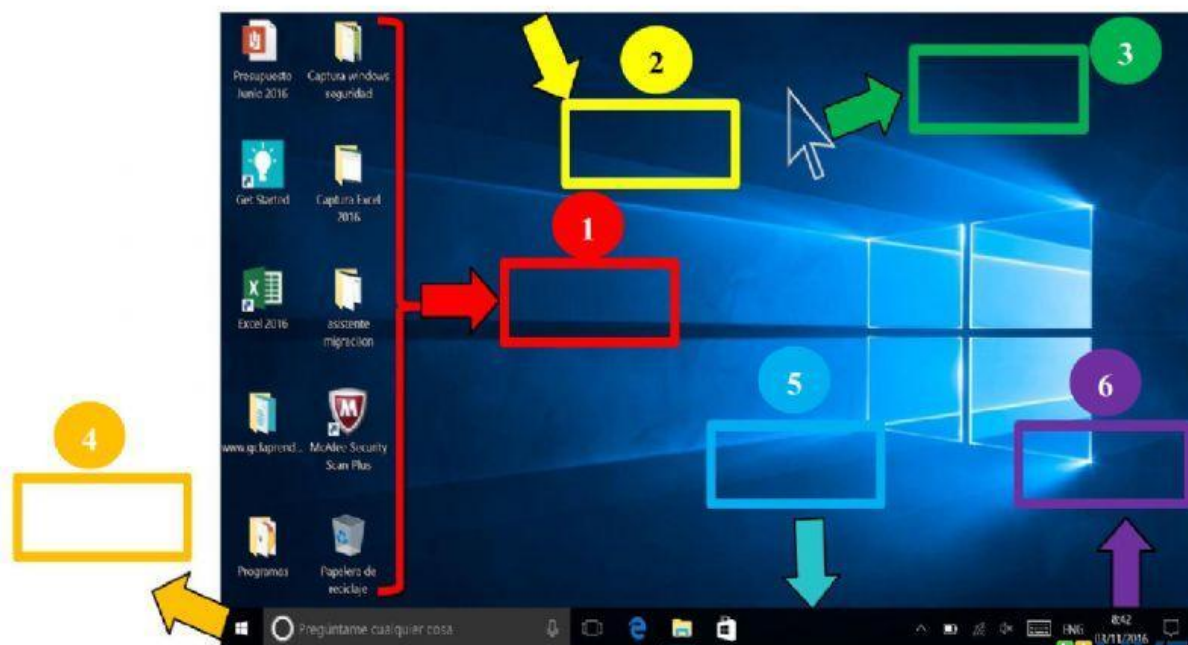 Presupuesto
Junio 2016
Captura windows
seguridad
2
3
Get Started
Captura Excel
2016
1
Excel 2016
asistente
migracion
5
6
4
www.gcfaprend...
McAfee Security
Scan Plus
Programas
Papelera de
reciclaje
Pregúntame cualquier cosa
ENG
8:42
03/11/2016